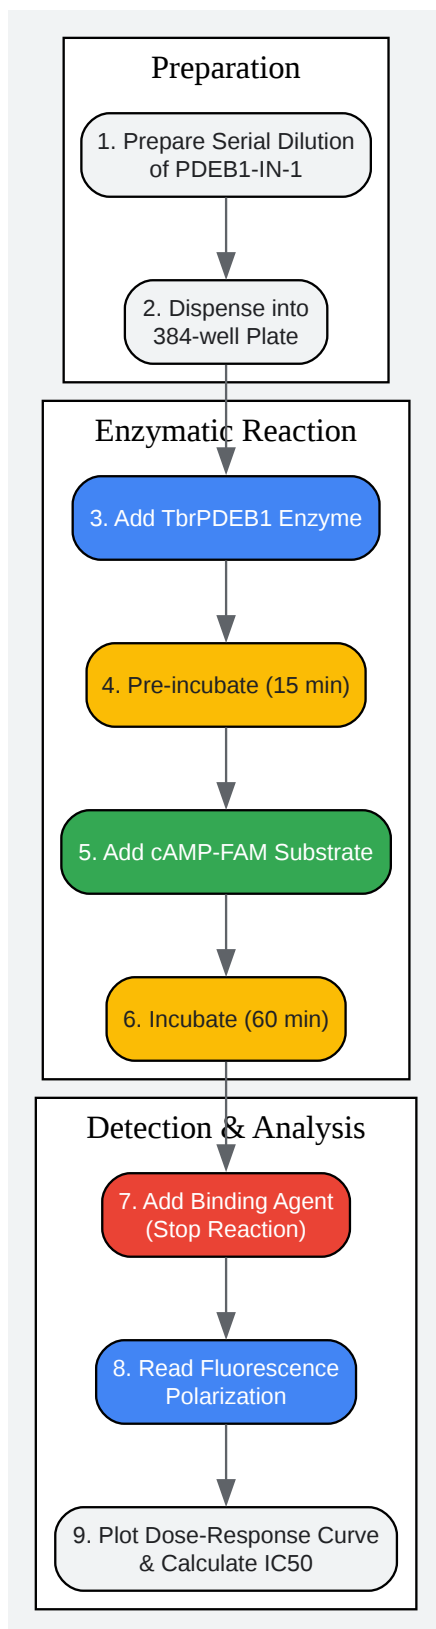 Preparation
1. Prepare Serial Dilution
of PDEB1-IN-1
2. Dispense into
384-well Plate
Enzymatic Reaction
3. Add TbrPDEB1 Enzyme
4. Pre-incubate (15 min)
5. Add cAMP-FAM Substrate
6. Incubate (60 min)
Detection & Analysis
7. Add Binding Agent
(Stop Reaction)
8. Read Fluorescence
Polarization
9. Plot Dose-Response Curve
& Calculate IC50